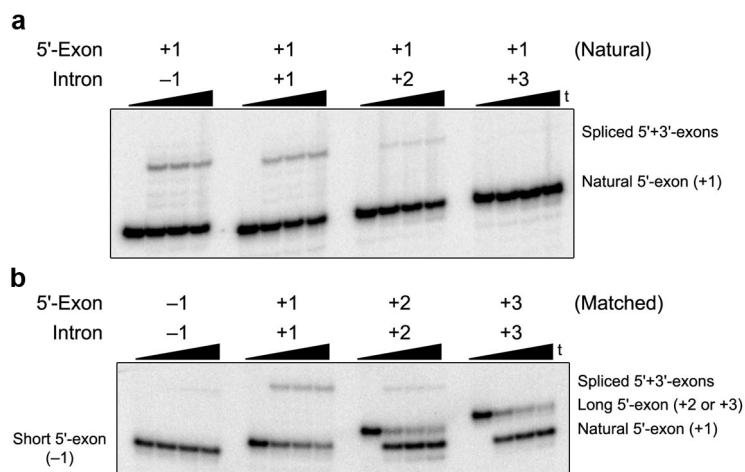 a
5'-Exon +1 +1 +1 +1 (Natural)
Intron –1 +1 +2 +3
t
Spliced 5'+3'-exons
Natural 5'-exon (+1)
b
5'-Exon –1 +1 +2 +3 (Matched)
Intron –1 +1 +2 +3
t
Spliced 5'+3'-exons
Long 5'-exon (+2 or +3)
Natural 5'-exon (+1)
Short 5'-exon
(–1)